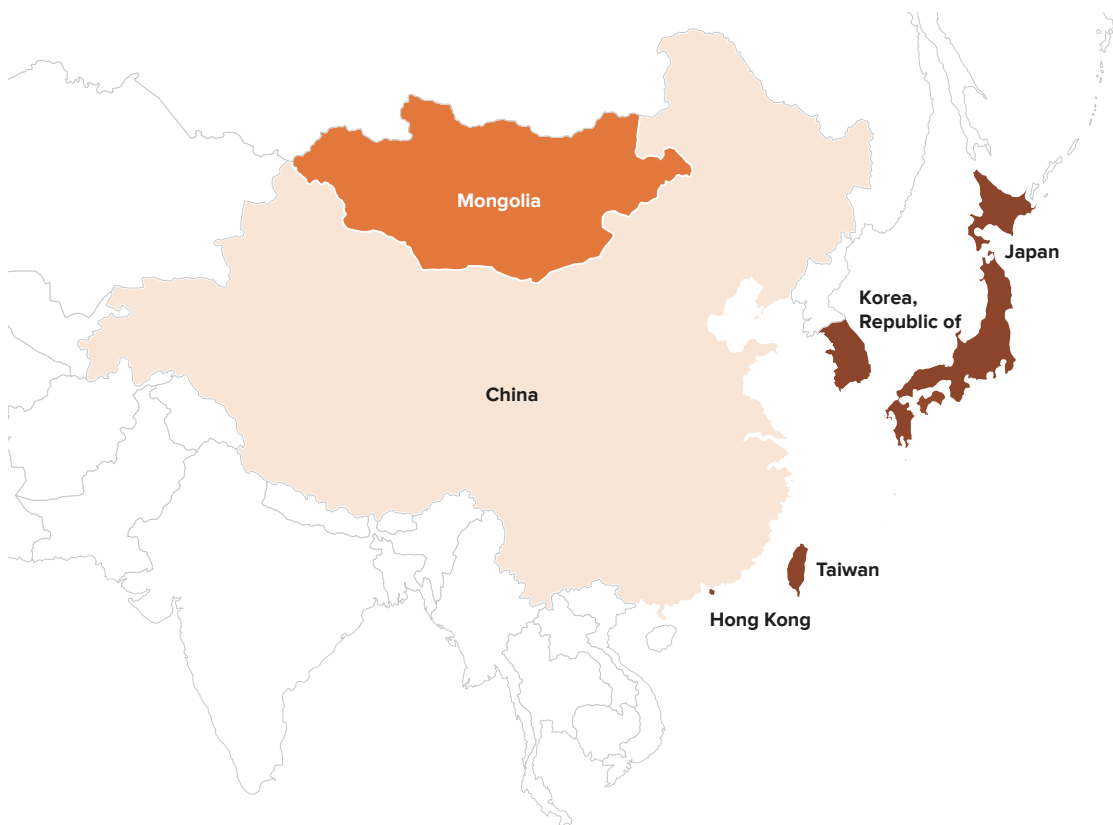 Mongolia
Japan
Korea,
Republic of
China
Taiwan
Hong Kong